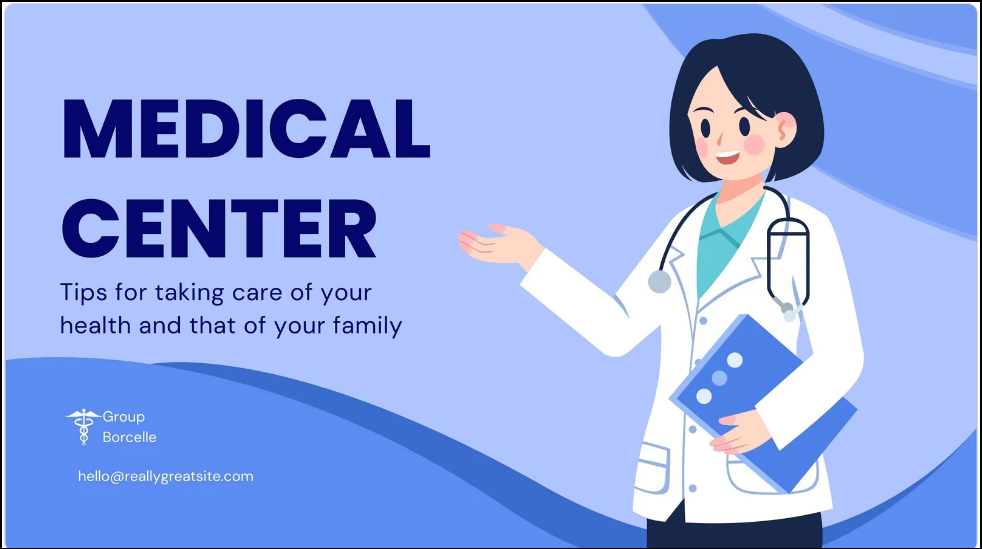 MEDICAL
CENTER
Tips for taking care of your
health and that of your family
Group
Borcelle
hello@reallygreatsite.com